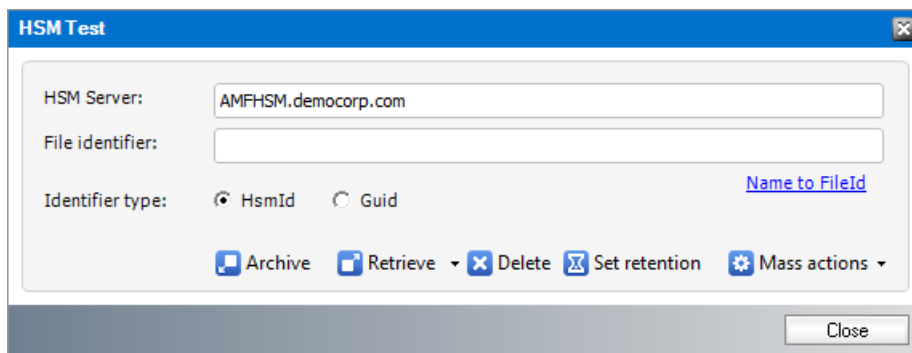 HSM Test
HSM Server: AMFHSM.democorp.com
File identifier:
Name to FileId
Identifier type: HsmId Guid
Archive Retrieve Delete Set retention Mass actions
Close